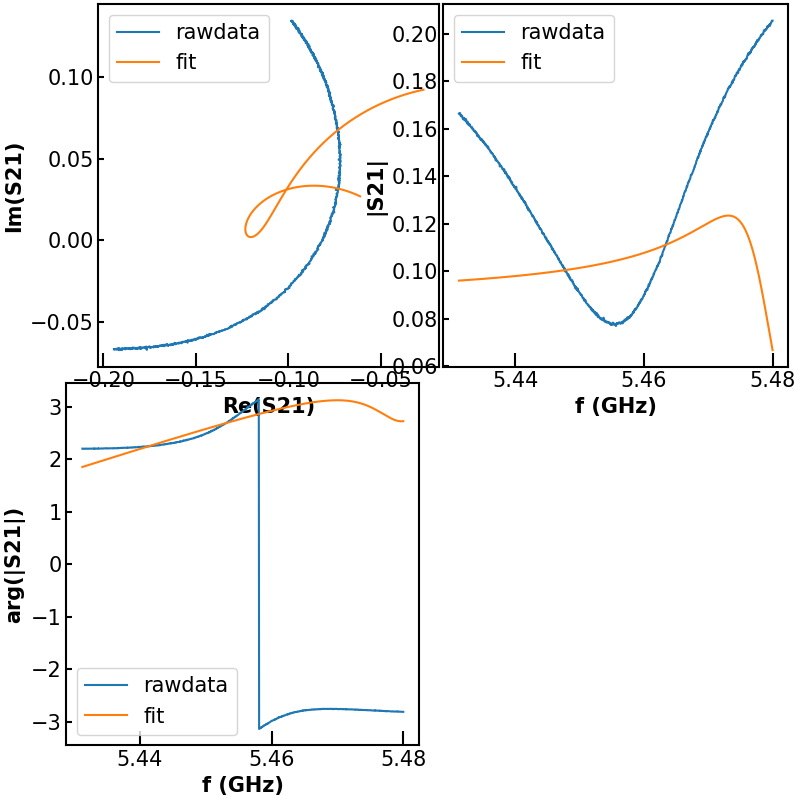 rawdata
fit
0.10
0.05
0.00
−0.05
Im(S21)
−0.20
−0.15
−0.10
−0.05
Re(S21)
rawdata
fit
0.20
0.18
0.16
0.14
0.12
0.10
0.08
0.06
|S21|
5.44
5.46
5.48
f (GHz)
3
2
1
0
−1
−2
−3
arg(|S21|)
rawdata
fit
5.44
5.46
5.48
f (GHz)